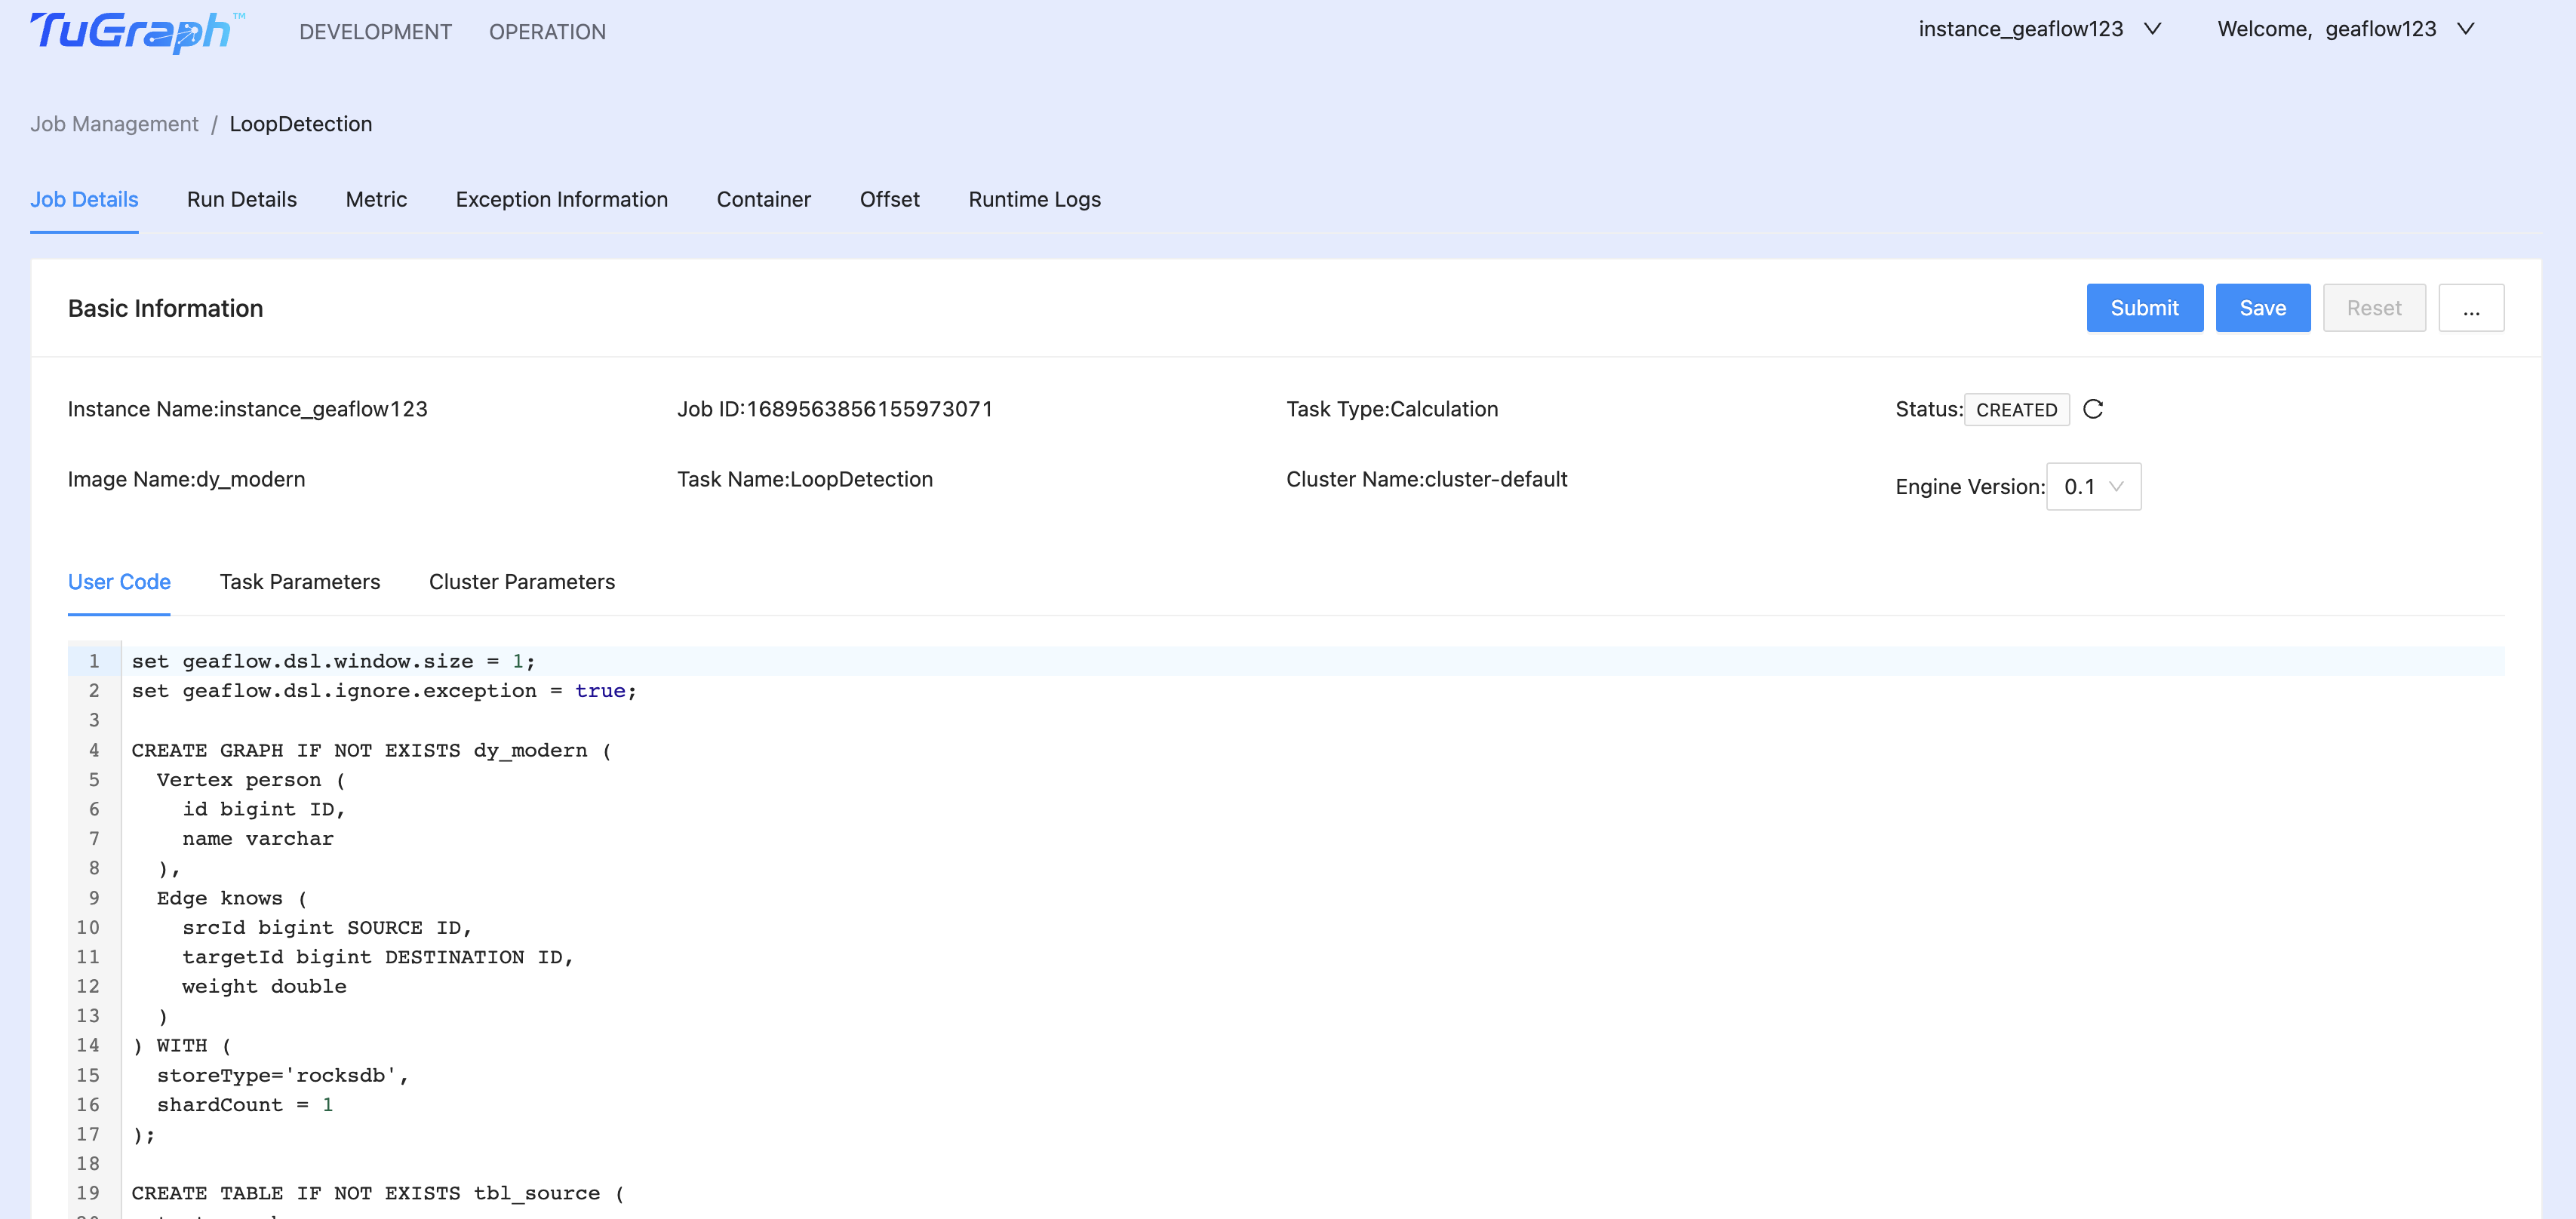 TuGraph™ DEVELOPMENT OPERATION instance_geaflow123 Welcome, geaflow123
Job Management / LoopDetection
Job Details Run Details Metric Exception Information Container Offset Runtime Logs
Basic Information Submit Save Reset ...
Instance Name:instance_geaflow123 Job ID:1689563856155973071 Task Type:Calculation Status: CREATED
Image Name:dy_modern Task Name:LoopDetection Cluster Name:cluster-default Engine Version: 0.1
User Code Task Parameters Cluster Parameters
1 set geaflow.dsl.window.size = 1;
2 set geaflow.dsl.ignore.exception = true;
3
4 CREATE GRAPH IF NOT EXISTS dy_modern (
5 Vertex person (
6 id bigint ID,
7 name varchar
8 ),
9 Edge knows (
10 srcId bigint SOURCE ID,
11 targetId bigint DESTINATION ID,
12 weight double
13 )
14 ) WITH (
15 storeType='rocksdb',
16 shardCount = 1
17 );
18
19 CREATE TABLE IF NOT EXISTS tbl_source (